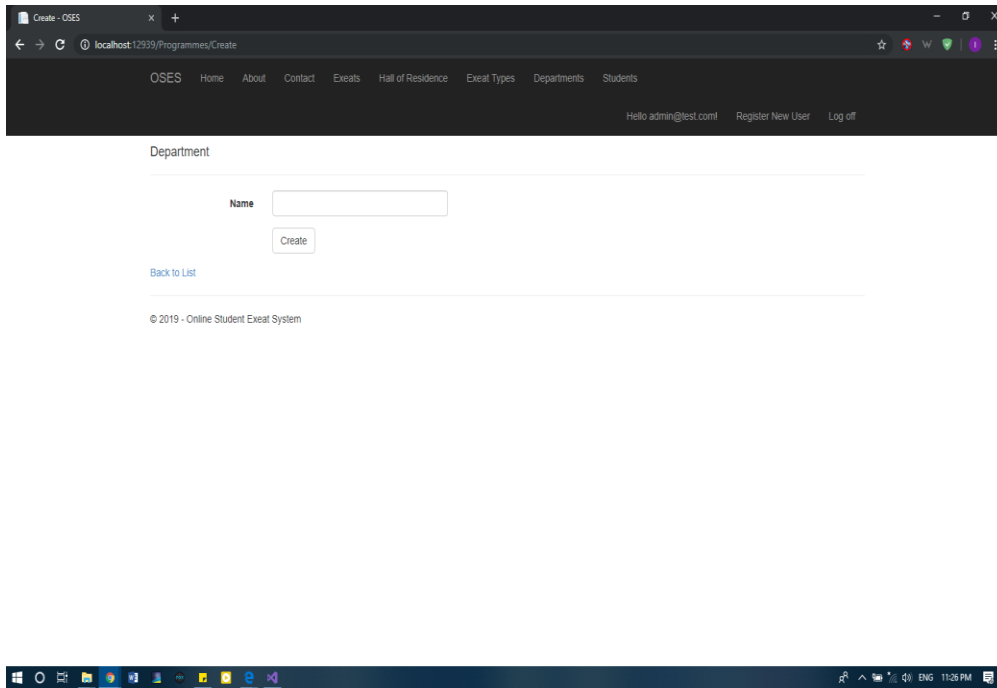 Create - OSES
localhost:12939/Programmes/Create
OSES Home About Contact Exeats Hall of Residence Exeat Types Departments Students
Hello admin@test.com! Register New User Log off
Department
Name
Create
Back to List
© 2019 - Online Student Exeat System
ENG 11:26 PM